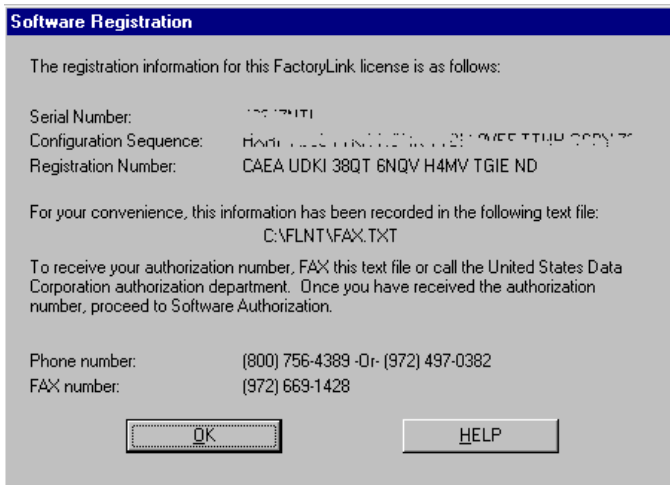 Software Registration
The registration information for this FactoryLink license is as follows:
Serial Number:
Configuration Sequence:
Registration Number: CAEA UDKI 38QT 6NQV H4MV TGIE ND
For your convenience, this information has been recorded in the following text file:
C:\FLNT\FAX.TXT
To receive your authorization number, FAX this text file or call the United States Data
Corporation authorization department. Once you have received the authorization
number, proceed to Software Authorization.
Phone number: (800) 756-4389 -Or- (972) 497-0382
FAX number: (972) 669-1428
OK HELP